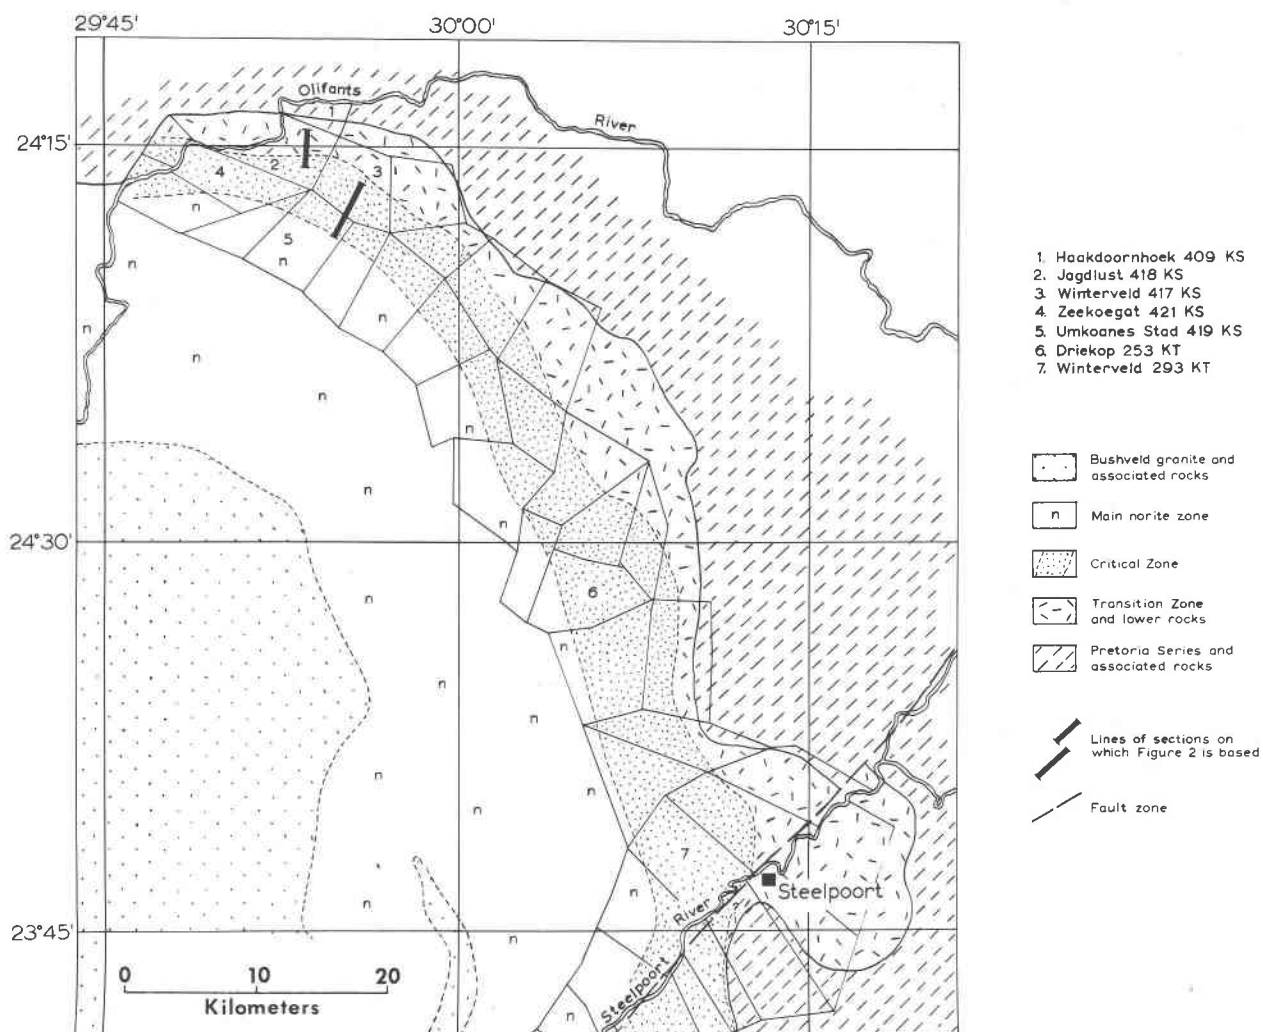 29°45'
30°00'
30°15'
Olifants
River
1
24°15'
2
3
4
n
5
n
n
n
n
n
n
n
n
n
24°30'
6
n
n
n
n
n
n
n
7
Steelpoort
n
n
River
23°45'
n
Steelpoort
n
0 10 20
Kilometers
1. Haakdoornhoek 409 KS
2. Jagdlust 418 KS
3. Winterveld 417 KS
4. Zeekoegat 421 KS
5. Umkoanes Stad 419 KS
6. Driekop 253 KT
7. Winterveld 293 KT
Bushveld granite and
associated rocks
n Main norite zone
Critical Zone
Transition Zone
and lower rocks
Pretoria Series and
associated rocks
Lines of sections on
which Figure 2 is based
Fault zone